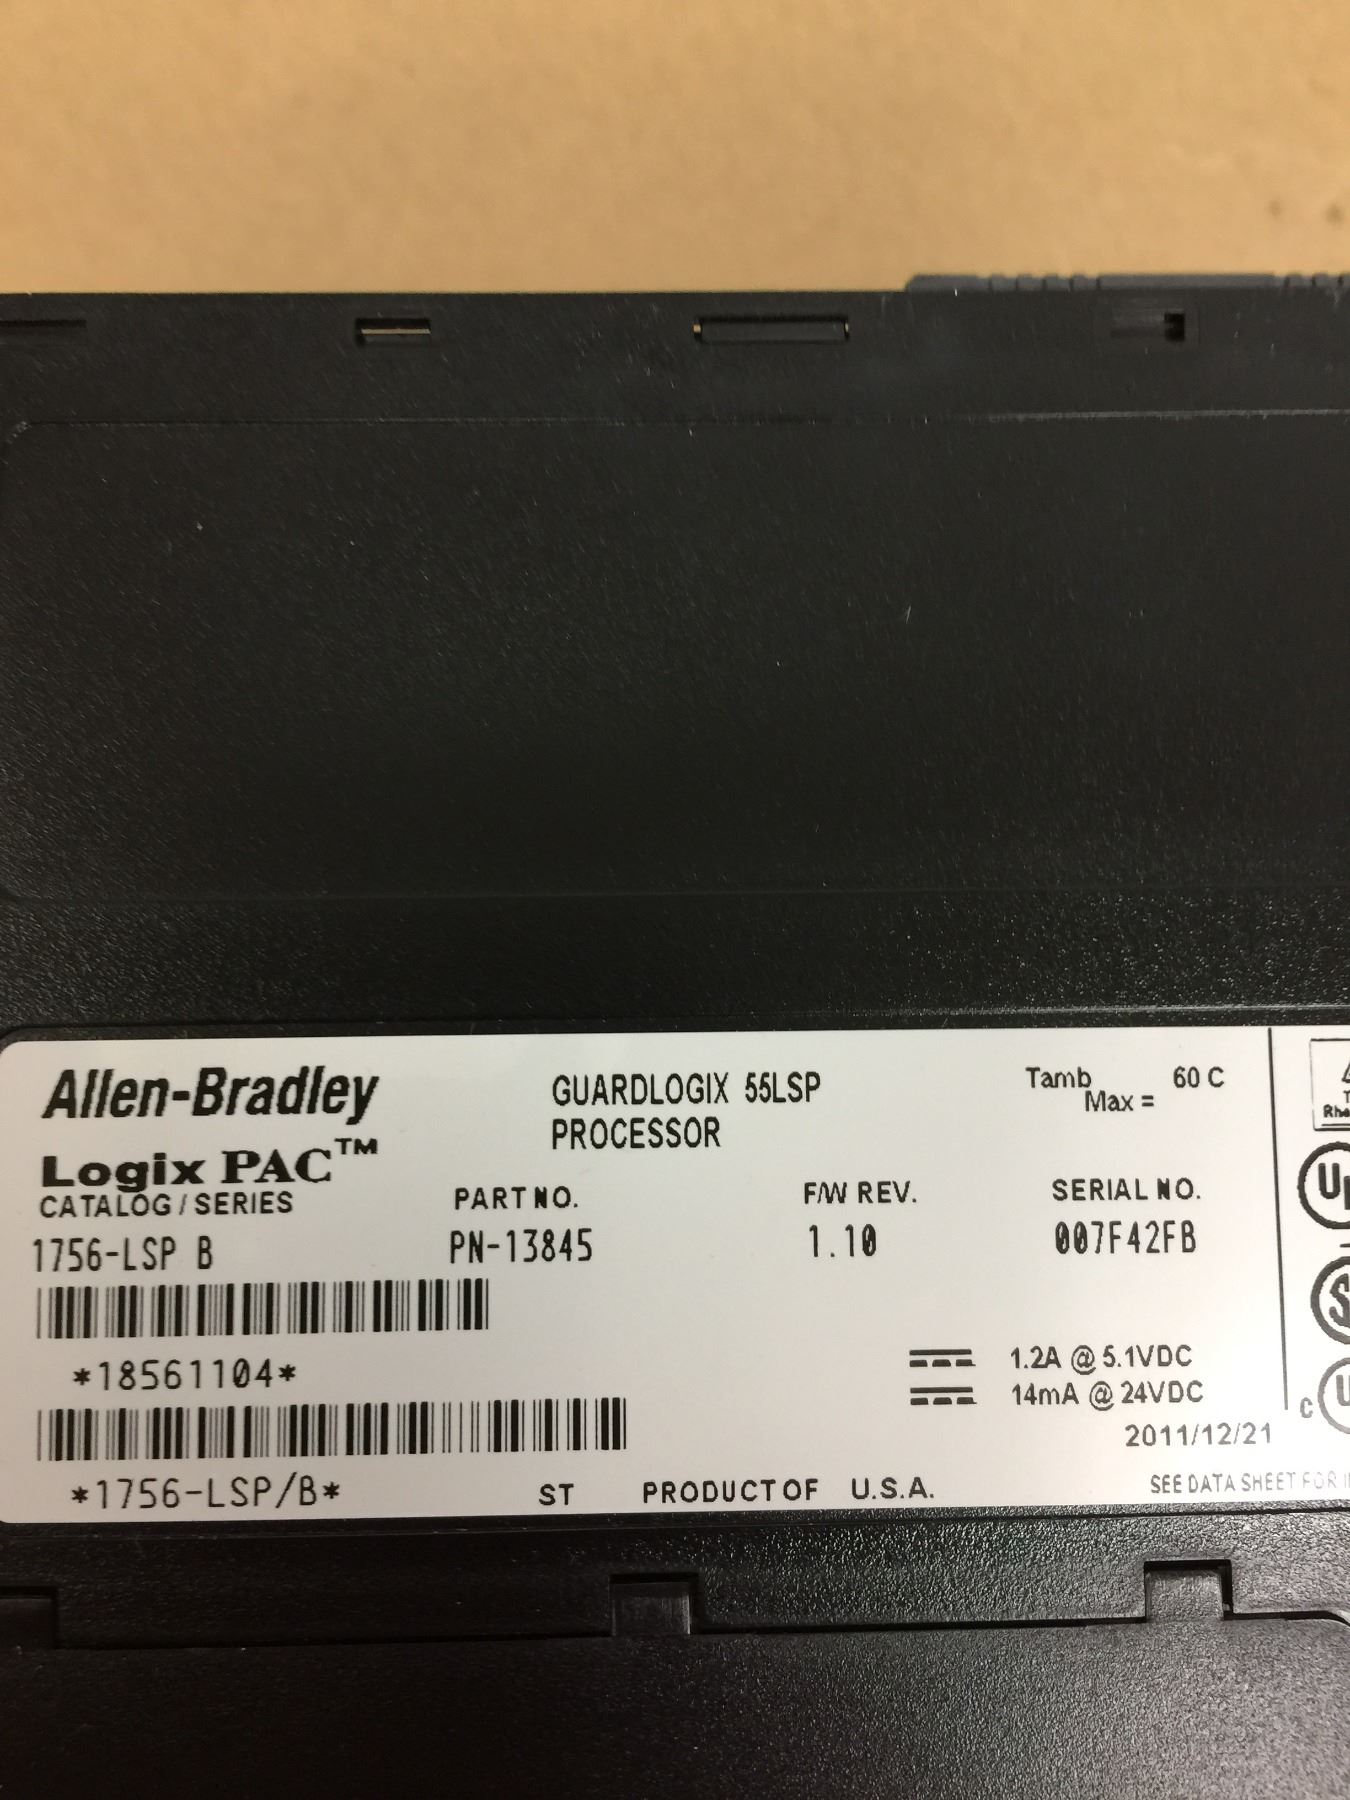 Allen-Bradley
Logix PAC™
GUARDLOGIX 55LSP
PROCESSOR
Tamb 60 C
Max =
CATALOG / SERIES
PART NO.
F/W REV.
SERIAL NO.
1756-LSP B
PN-13845
1.10
007F42FB
*18561104*
1.2A @ 5.1VDC
14mA @ 24VDC
2011/12/21
*1756-LSP/B*
ST
PRODUCT OF U.S.A.
SEE DATA SHEET FOR